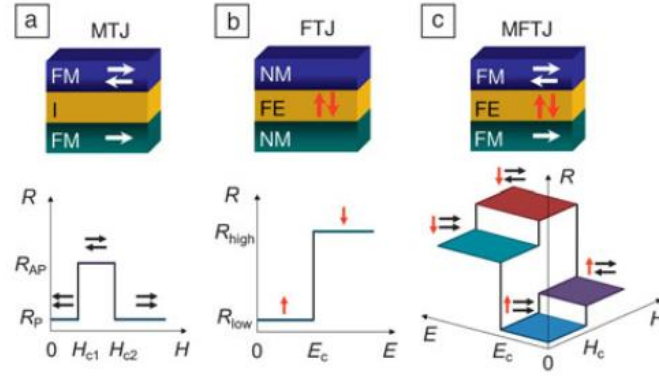 a MTJ
FM
I
FM
R
R_AP
R_P
0 H_c1 H_c2 H
b FTJ
NM
FE
NM
R
R_high
R_low
0 E_c E
c MFTJ
FM
FE
FM
R
E E_c 0 H_c H